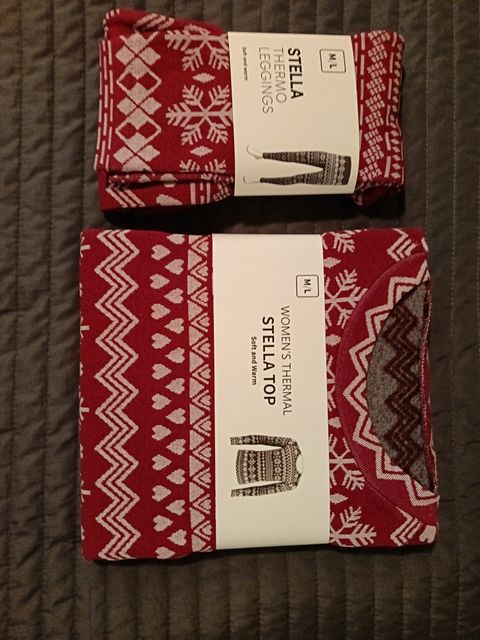 M/L
STELLA
THERMO
LEGGINGS
Soft and warm
M/L
WOMEN'S THERMAL
STELLA TOP
Soft and Warm